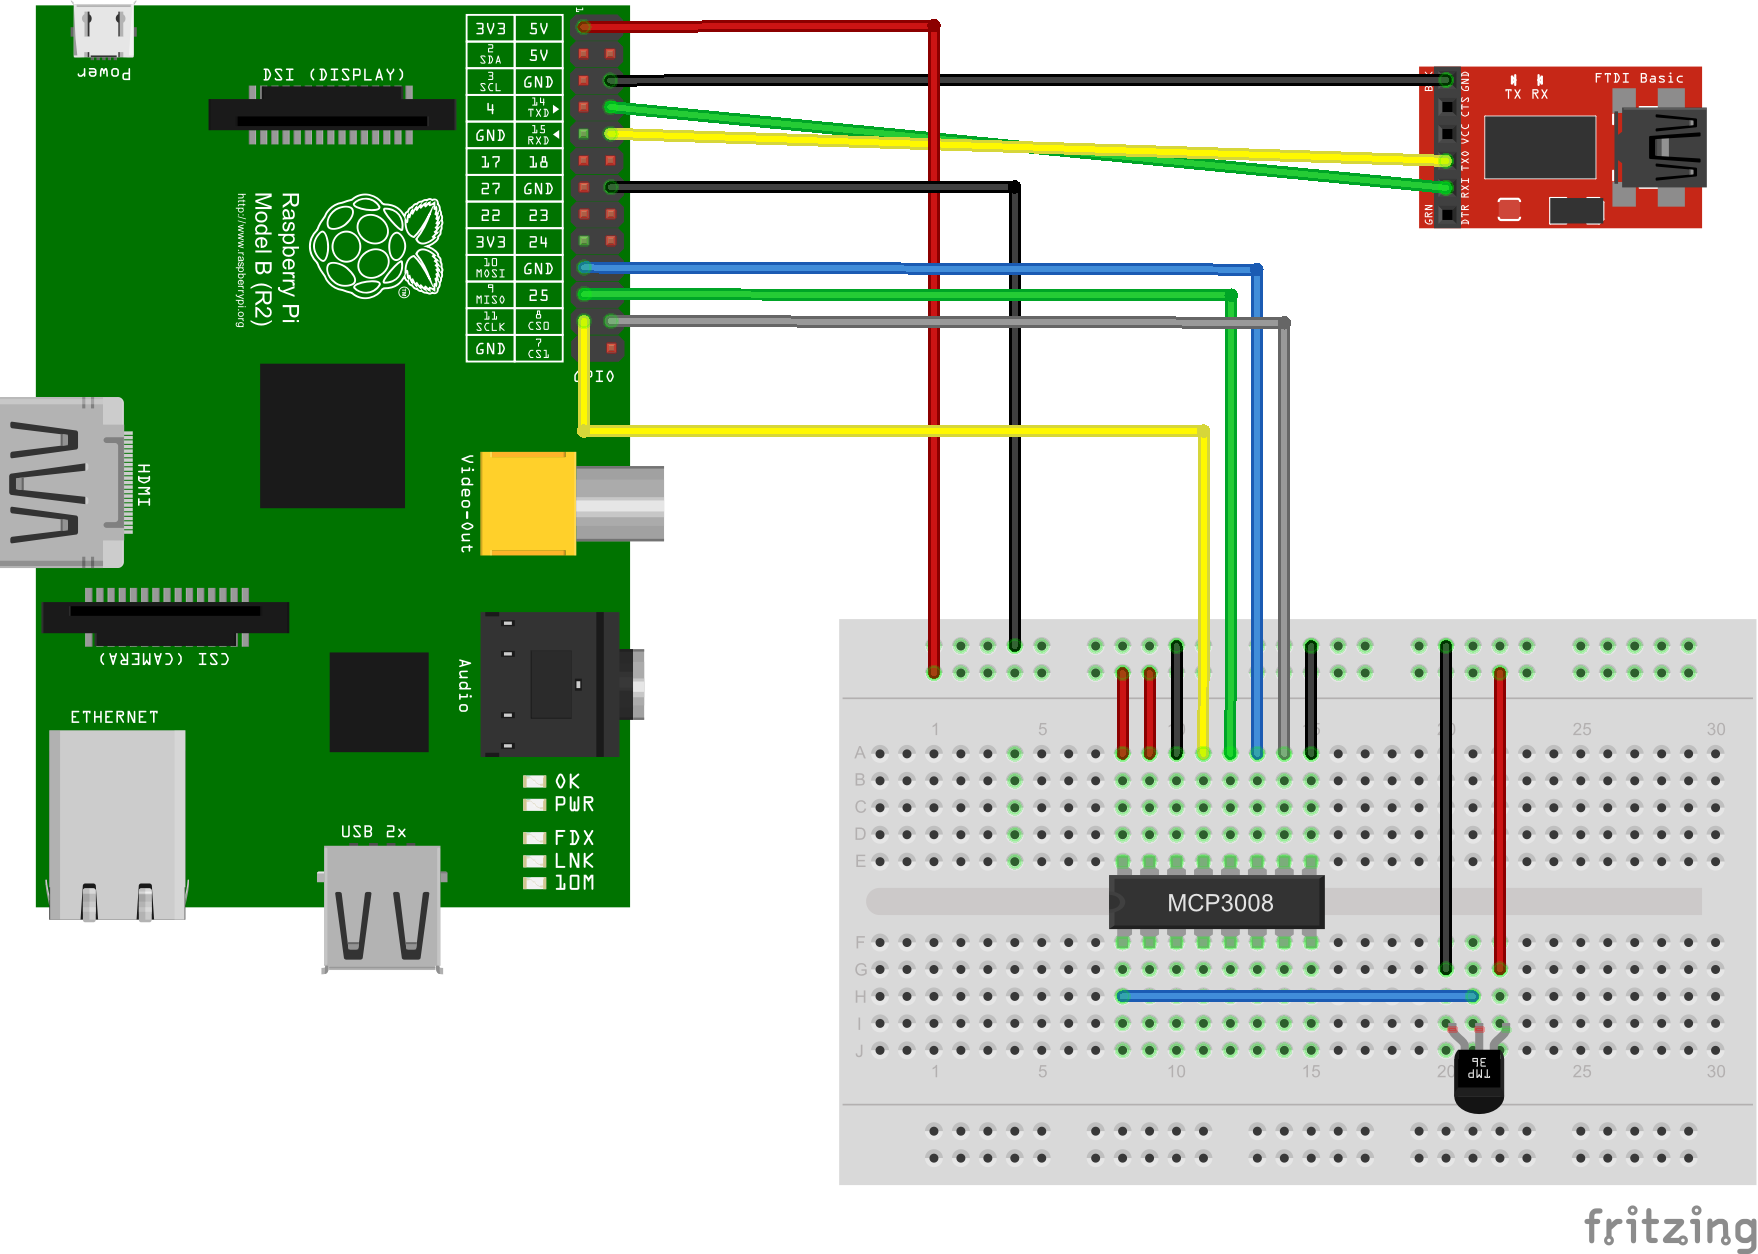 Power
DSI (DISPLAY)
1
3V3 5V
2 SDA 5V
3 SCL GND
4 14 TXD
GND 15 RXD
17 18
27 GND
22 23
3V3 24
10 MOSI GND
9 MISO 25
11 SCLK 8 CS0
GND 7 CS1
GPIO
Raspberry Pi
Model B (R2)
http://www.raspberrypi.org
HDMI
Video-Out
CSI (CAMERA)
Audio
ETHERNET
USB 2x
OK
PWR
FDX
LNK
10M
FTDI Basic
TX RX
GND
CTS
VCC
TXO
RXI
DTR
GRN
1 5 15 20 25 30
A
B
C
D
E
MCP3008
F
G
H
I
J
1 5 10 15 20 25 30
TMP
36
fritzing